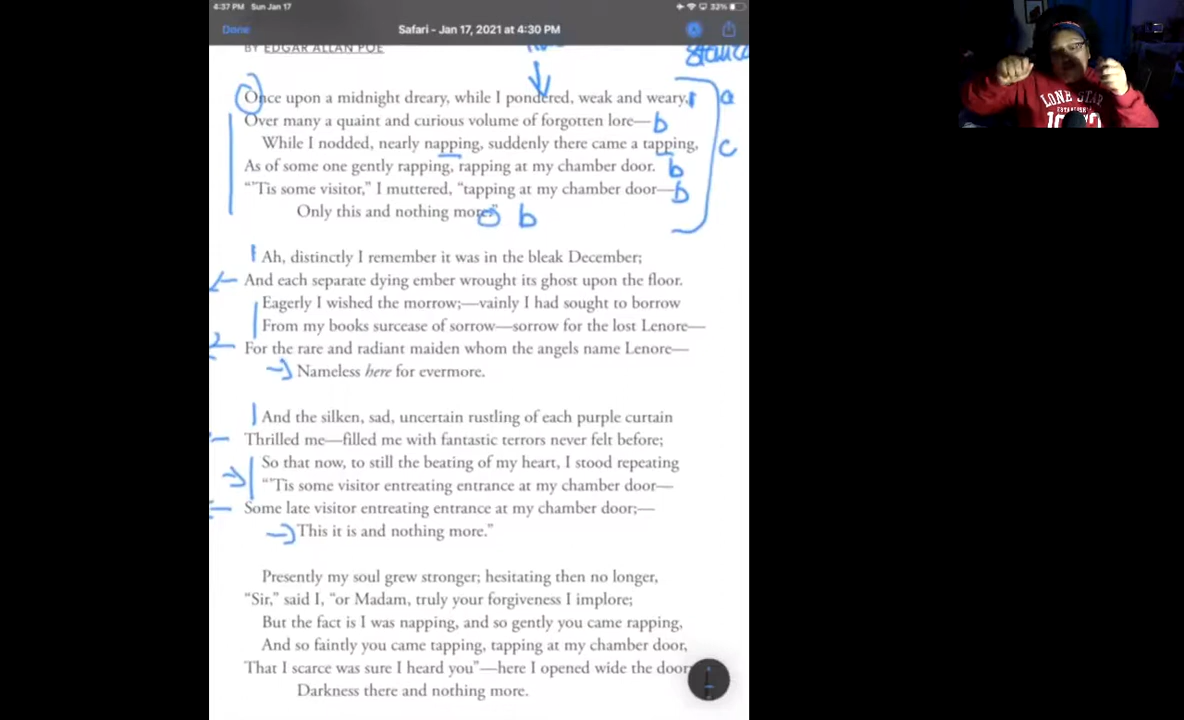 4:37 PM Sun Jan 17
33%
Done
Safari - Jan 17, 2021 at 4:30 PM
BY EDGAR ALLAN POE
stanza
Once upon a midnight dreary, while I pondered, weak and weary, a
Over many a quaint and curious volume of forgotten lore— b
While I nodded, nearly napping, suddenly there came a tapping, c
As of some one gently rapping, rapping at my chamber door. b
“’Tis some visitor,” I muttered, “tapping at my chamber door— b
Only this and nothing more.” b
Ah, distinctly I remember it was in the bleak December;
And each separate dying ember wrought its ghost upon the floor.
Eagerly I wished the morrow;—vainly I had sought to borrow
From my books surcease of sorrow—sorrow for the lost Lenore—
For the rare and radiant maiden whom the angels name Lenore—
Nameless here for evermore.
And the silken, sad, uncertain rustling of each purple curtain
Thrilled me—filled me with fantastic terrors never felt before;
So that now, to still the beating of my heart, I stood repeating
“’Tis some visitor entreating entrance at my chamber door—
Some late visitor entreating entrance at my chamber door;—
This it is and nothing more.”
Presently my soul grew stronger; hesitating then no longer,
“Sir,” said I, “or Madam, truly your forgiveness I implore;
But the fact is I was napping, and so gently you came rapping,
And so faintly you came tapping, tapping at my chamber door,
That I scarce was sure I heard you”—here I opened wide the door
Darkness there and nothing more.
LONE STAR